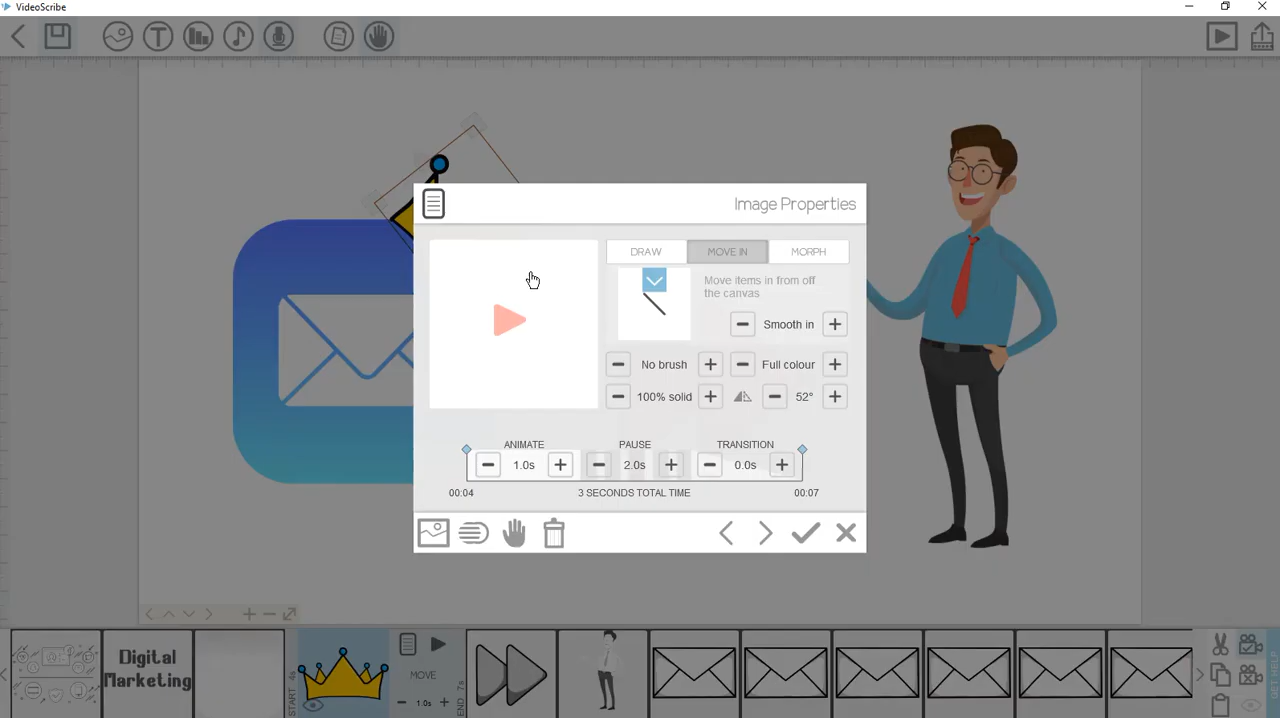 VideoScribe
Image Properties
DRAW
MOVE IN
MORPH
Move items in from off
the canvas
Smooth in
No brush
Full colour
100% solid
52°
ANIMATE
PAUSE
TRANSITION
1.0s
2.0s
0.0s
00:04
3 SECONDS TOTAL TIME
00:07
Digital
Marketing
START 4s
MOVE
1.0s
END 7s